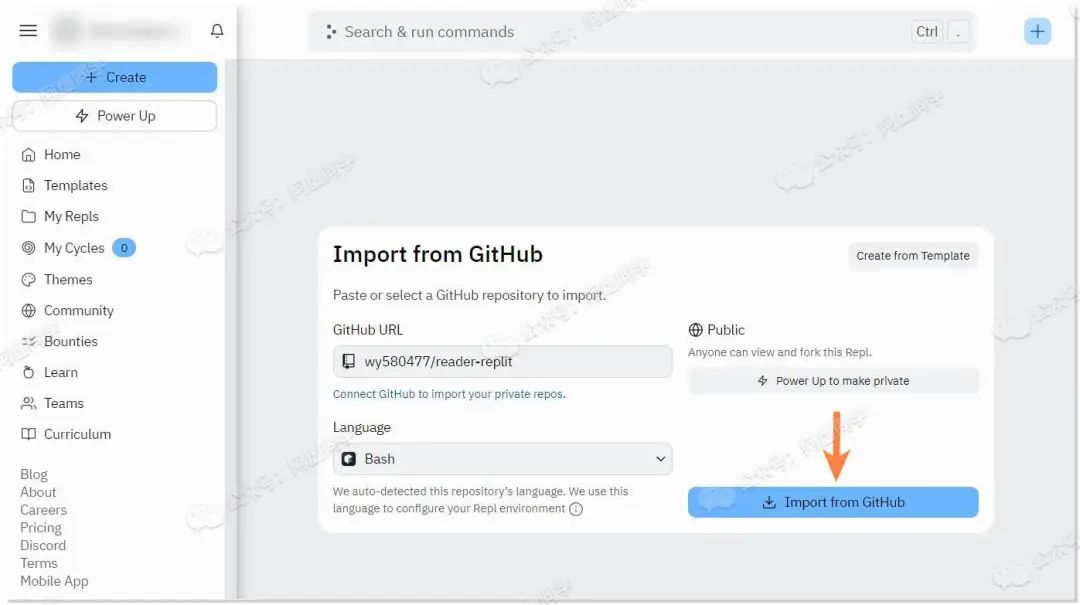 Search & run commands
Ctrl
.
+ Create
Power Up
Home
Templates
My Repls
My Cycles 0
Themes
Community
Bounties
Learn
Teams
Curriculum
Blog
About
Careers
Pricing
Discord
Terms
Mobile App
Import from GitHub
Create from Template
Paste or select a GitHub repository to import.
GitHub URL
wy580477/reader-replit
Connect GitHub to import your private repos.
Language
Bash
We auto-detected this repository's language. We use this
language to configure your Repl environment
Public
Anyone can view and fork this Repl.
Power Up to make private
Import from GitHub